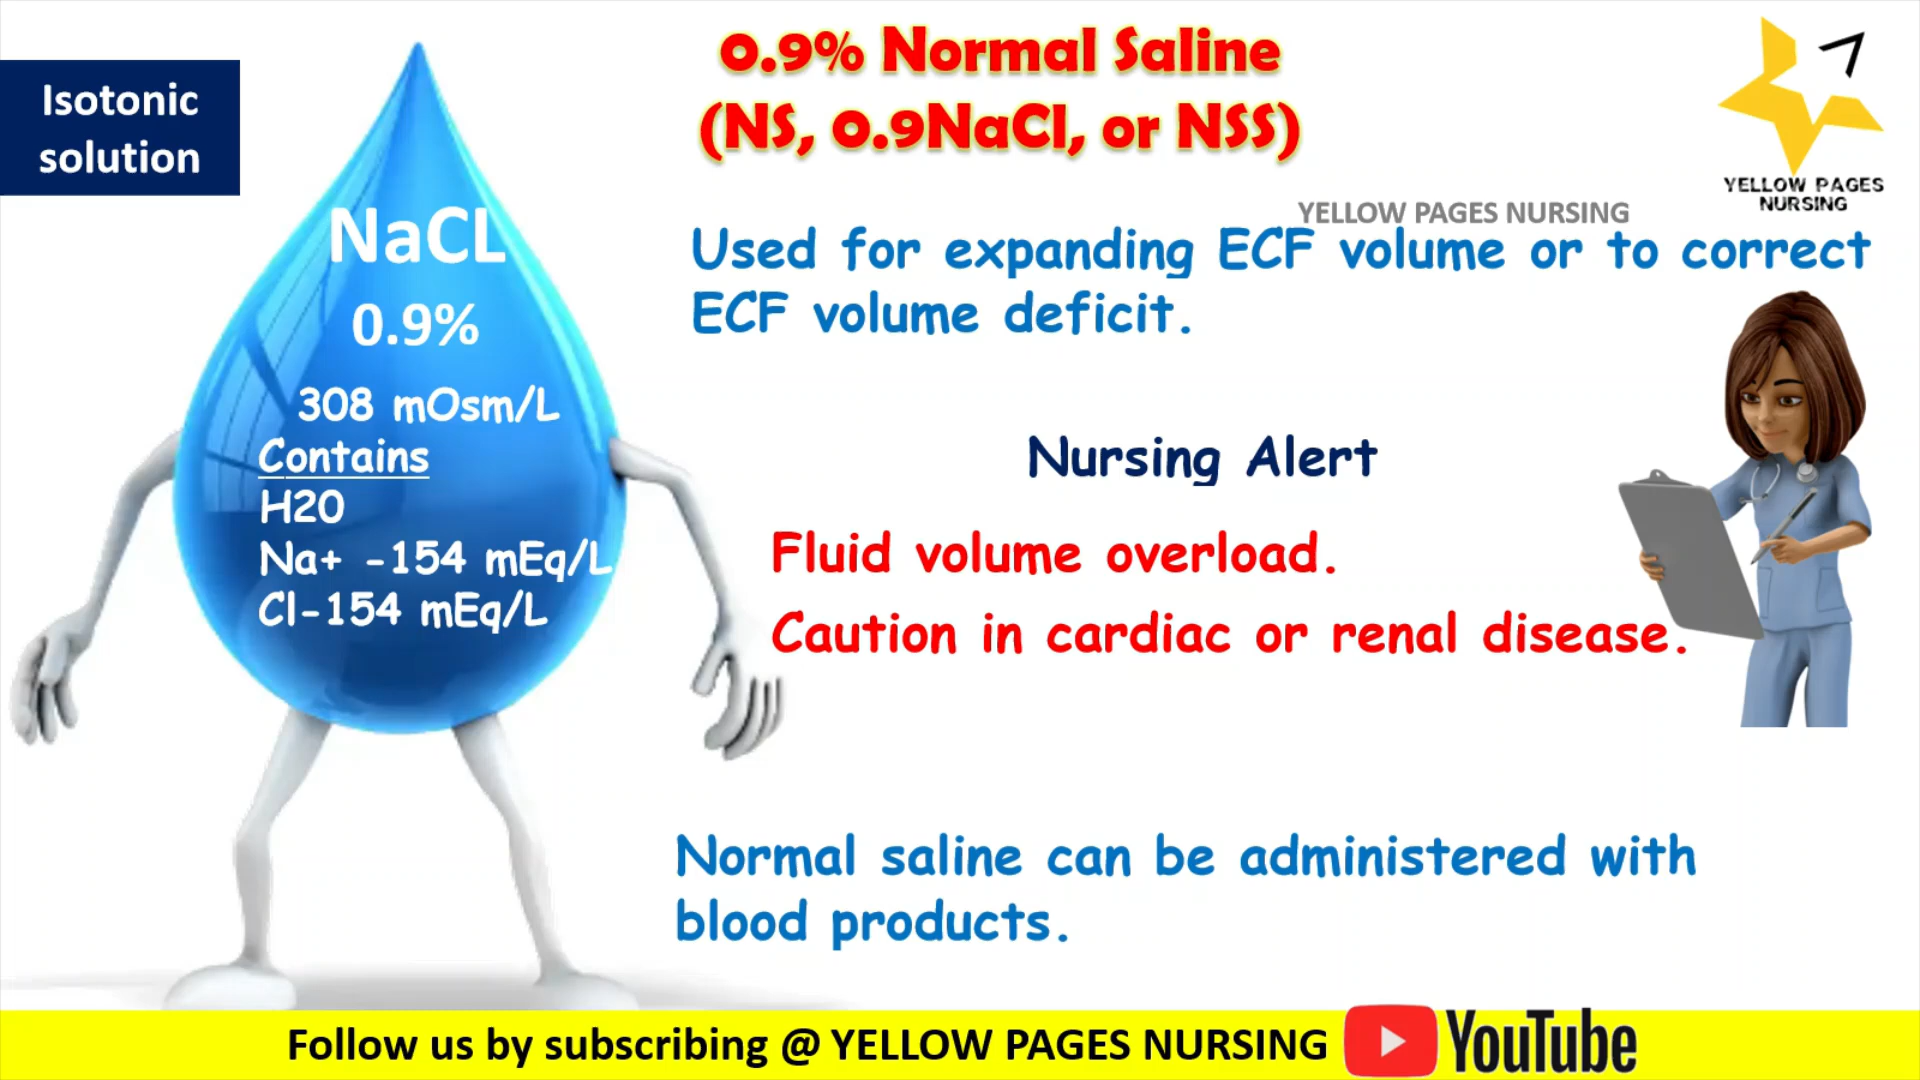 Isotonic
solution
0.9% Normal Saline
(NS, 0.9NaCl, or NSS)
YELLOW PAGES
NURSING
YELLOW PAGES NURSING
Used for expanding ECF volume or to correct
ECF volume deficit.
NaCL
0.9%
308 mOsm/L
Contains
H20
Na+ -154 mEq/L
Cl-154 mEq/L
Nursing Alert
Fluid volume overload.
Caution in cardiac or renal disease.
Normal saline can be administered with
blood products.
Follow us by subscribing @ YELLOW PAGES NURSING YouTube